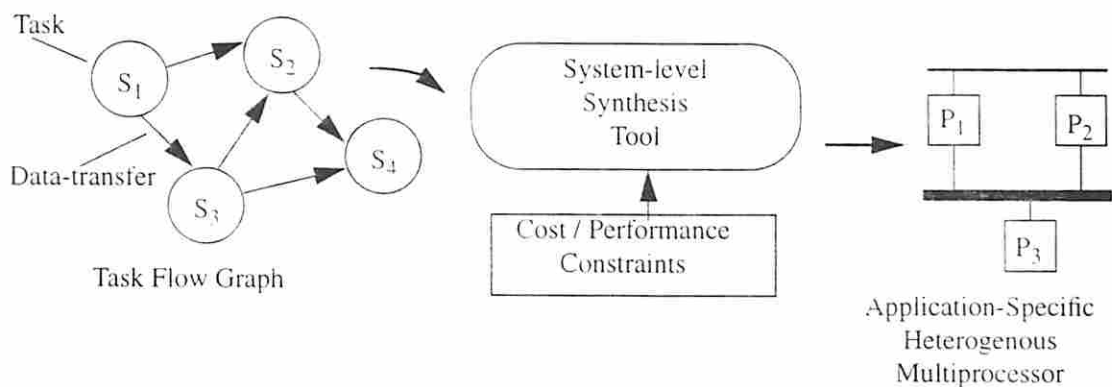 Task
S1
S2
S3
S4
Data-transfer
Task Flow Graph
System-level
Synthesis
Tool
Cost / Performance
Constraints
P1
P2
P3
Application-Specific
Heterogenous
Multiprocessor